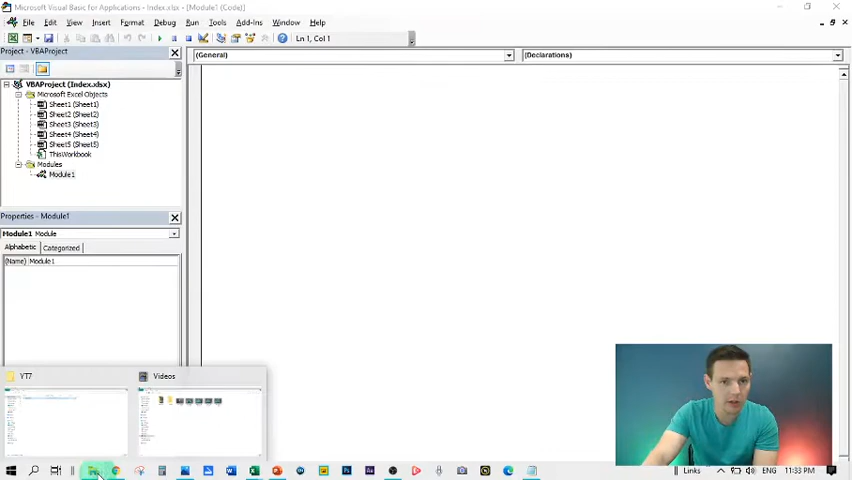 Microsoft Visual Basic for Applications - Index.xlsx - [Module1 (Code)]
File Edit View Insert Format Debug Run Tools Add-Ins Window Help
Ln 1, Col 1
Project - VBAProject
(General)
(Declarations)
VBAProject (Index.xlsx)
Microsoft Excel Objects
Sheet1 (Sheet1)
Sheet2 (Sheet2)
Sheet3 (Sheet3)
Sheet4 (Sheet4)
Sheet5 (Sheet5)
ThisWorkbook
Modules
Module1
Properties - Module1
Module1 Module
Alphabetic Categorized
(Name) Module1
VT7
Videos
Links
ENG
11:33 PM